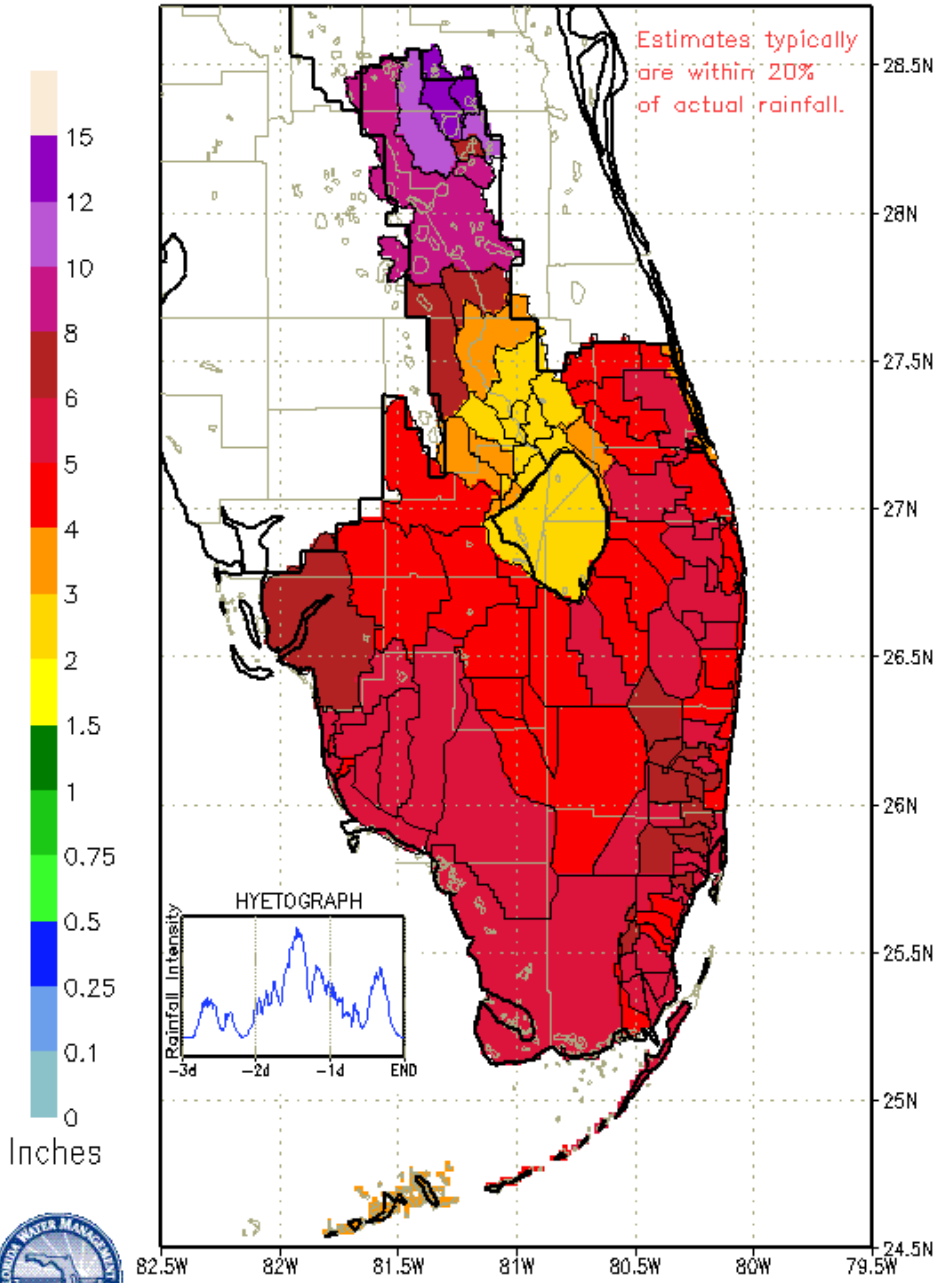 Estimates typically
are within 20%
of actual rainfall.
28.5N
28N
27.5N
27N
26.5N
26N
25.5N
25N
24.5N
15
12
10
8
6
5
4
3
2
1.5
1
0.75
0.5
0.25
0.1
0
Inches
HYETOGRAPH
Rainfall Intensity
-3d -2d -1d END
82.5W 82W 81.5W 81W 80.5W 80W 79.5W
WATER MANAGEMENT